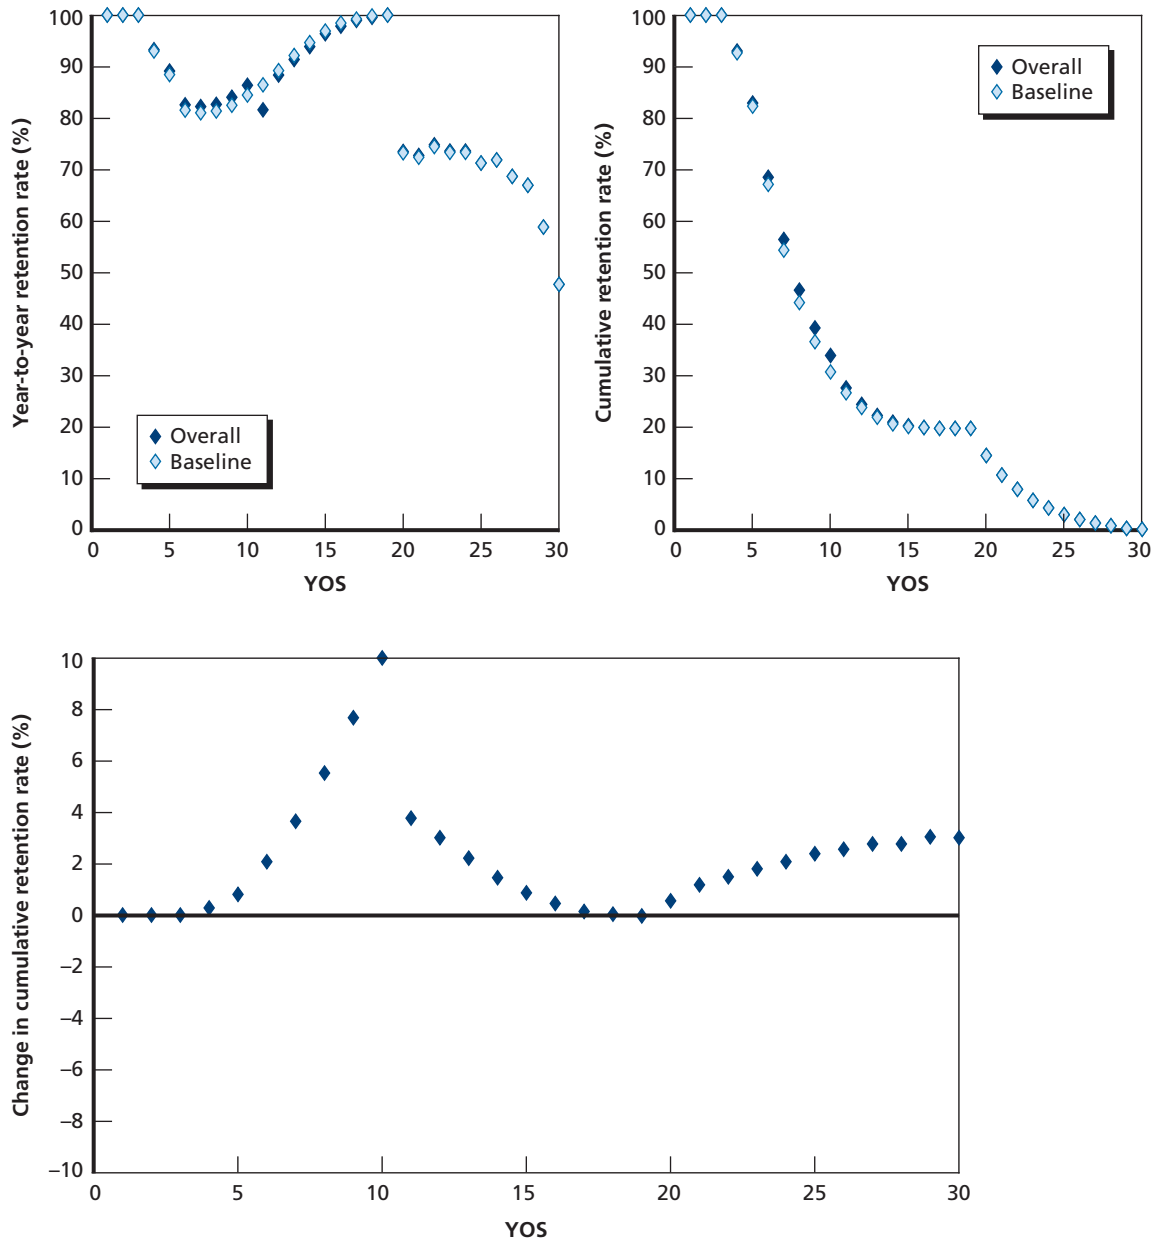 Year-to-year retention rate (%)
100
90
80
70
60
50
40
30
20
10
0
Overall
Baseline
0 5 10 15 20 25 30
YOS
Cumulative retention rate (%)
100
90
80
70
60
50
40
30
20
10
0
Overall
Baseline
0 5 10 15 20 25 30
YOS
Change in cumulative retention rate (%)
10
8
6
4
2
0
–2
–4
–6
–8
–10
0 5 10 15 20 25 30
YOS